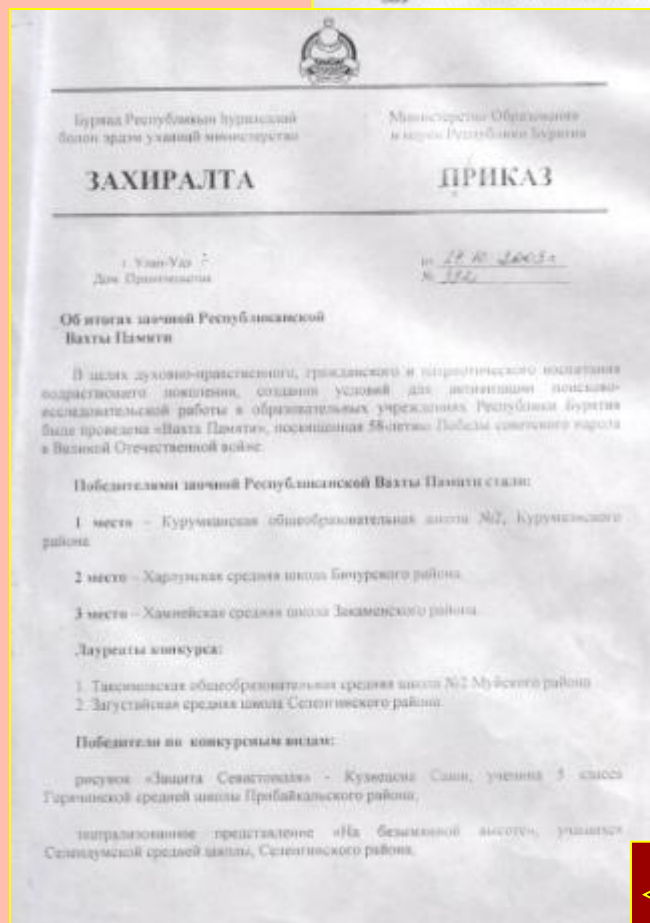 Буряад Республикын һуралсалай
болон эрдэм ухаанай министерство
Министерство Образования
и науки Республики Бурятия
ЗАХИРАЛТА
ПРИКАЗ
г. Улан-Удэ
Дом Правительства
от
№
Об итогах заочной Республиканской
Вахты Памяти
В целях духовно-нравственного, гражданского и патриотического воспитания
подрастающего поколения, создания условий для активизации поисково-
исследовательской работы в образовательных учреждениях Республики Бурятия
была проведена «Вахта Памяти», посвященная 58-летию Победы советского народа
в Великой Отечественной войне.
Победителями заочной Республиканской Вахты Памяти стали:
1 место – Курумканская общеобразовательная школа №2, Курумканского
района.
2 место – Харлунская средняя школа Бичурского района.
3 место – Хамнейская средняя школа Закаменского района.
Лауреаты конкурса:
1. Таксимовская общеобразовательная средняя школа №2 Муйского района
2. Загустайская средняя школа Селенгинского района.
Победители по конкурсным видам:
рисунок «Защита Севастополя» - Кузнецова Саши, ученица 5 класса
Горячинской средней школы Прибайкальского района;
театрализованное представление «На безымянной высоте», учащихся
Селендумской средней школы, Селенгинского района.